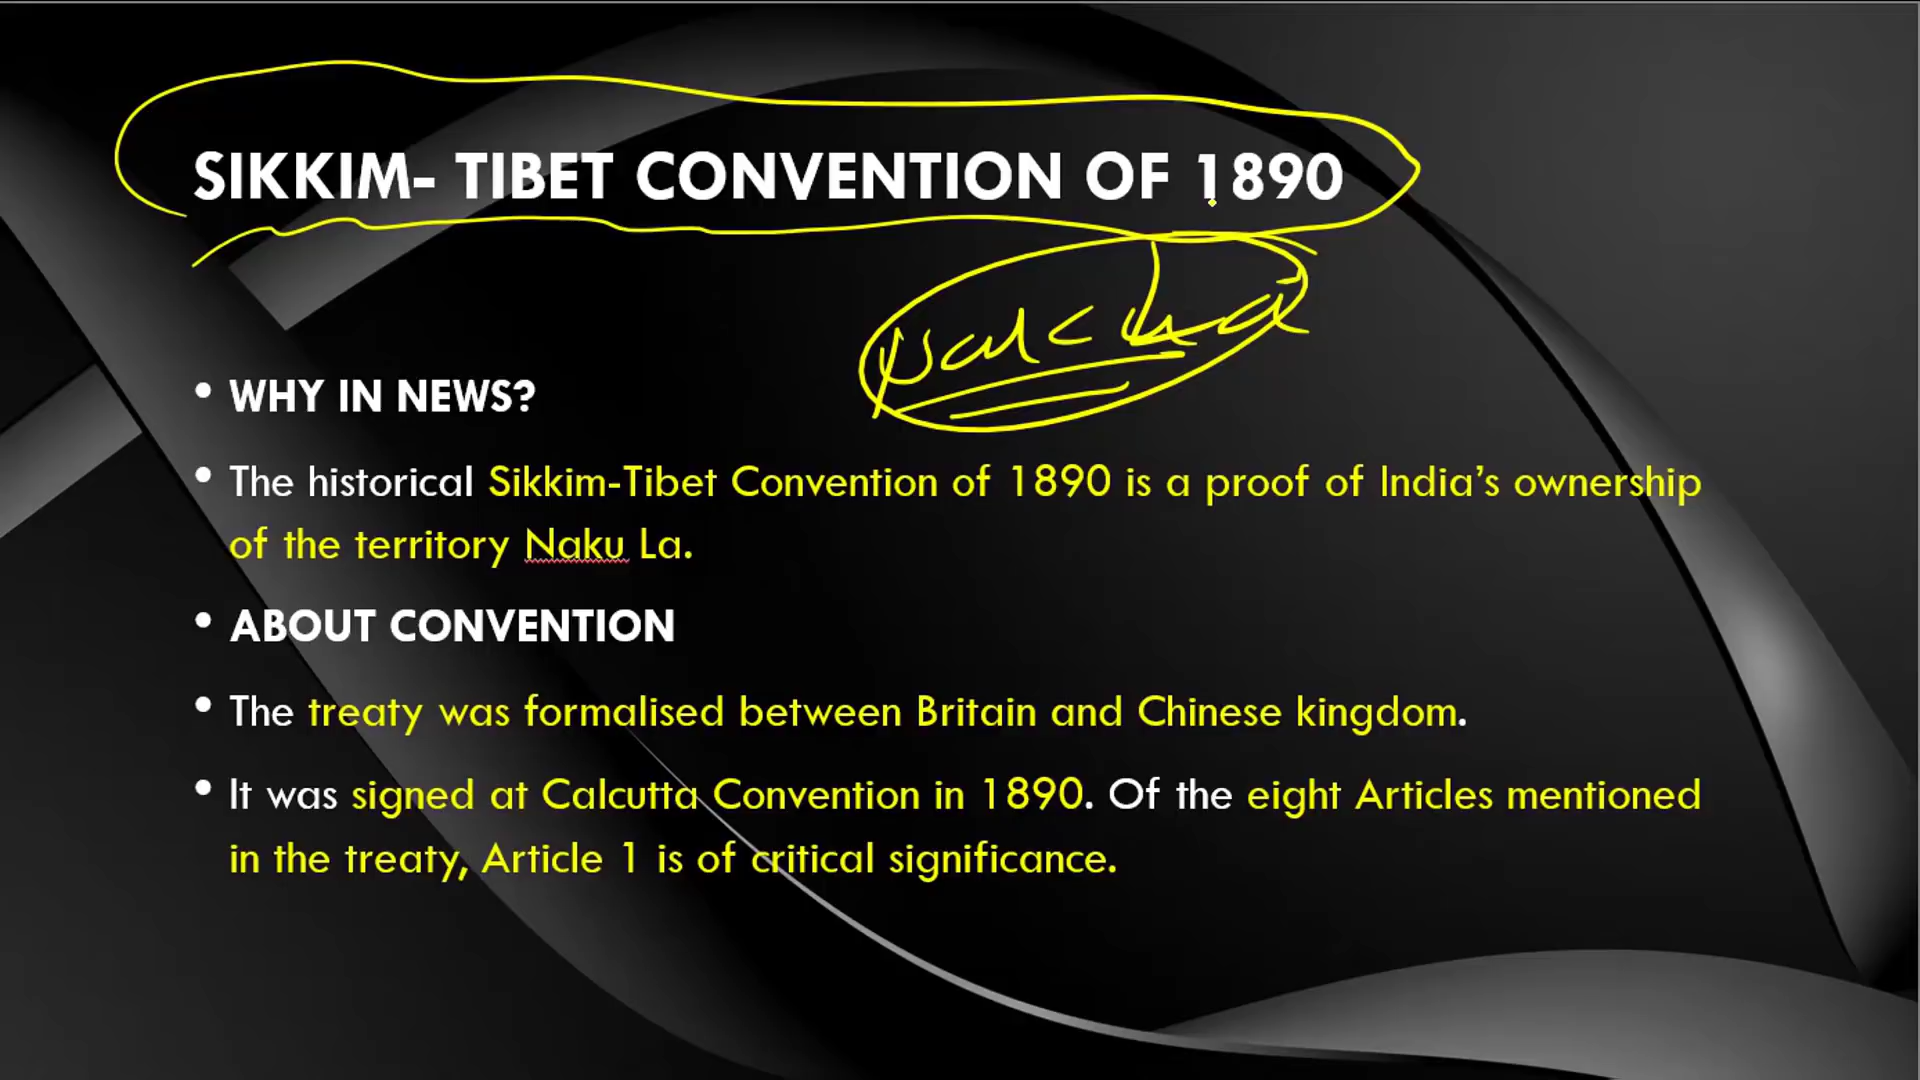 SIKKIM- TIBET CONVENTION OF 1890
• WHY IN NEWS?
• The historical Sikkim-Tibet Convention of 1890 is a proof of India’s ownership
of the territory Naku La.
• ABOUT CONVENTION
• The treaty was formalised between Britain and Chinese kingdom.
• It was signed at Calcutta Convention in 1890. Of the eight Articles mentioned
in the treaty, Article 1 is of critical significance.